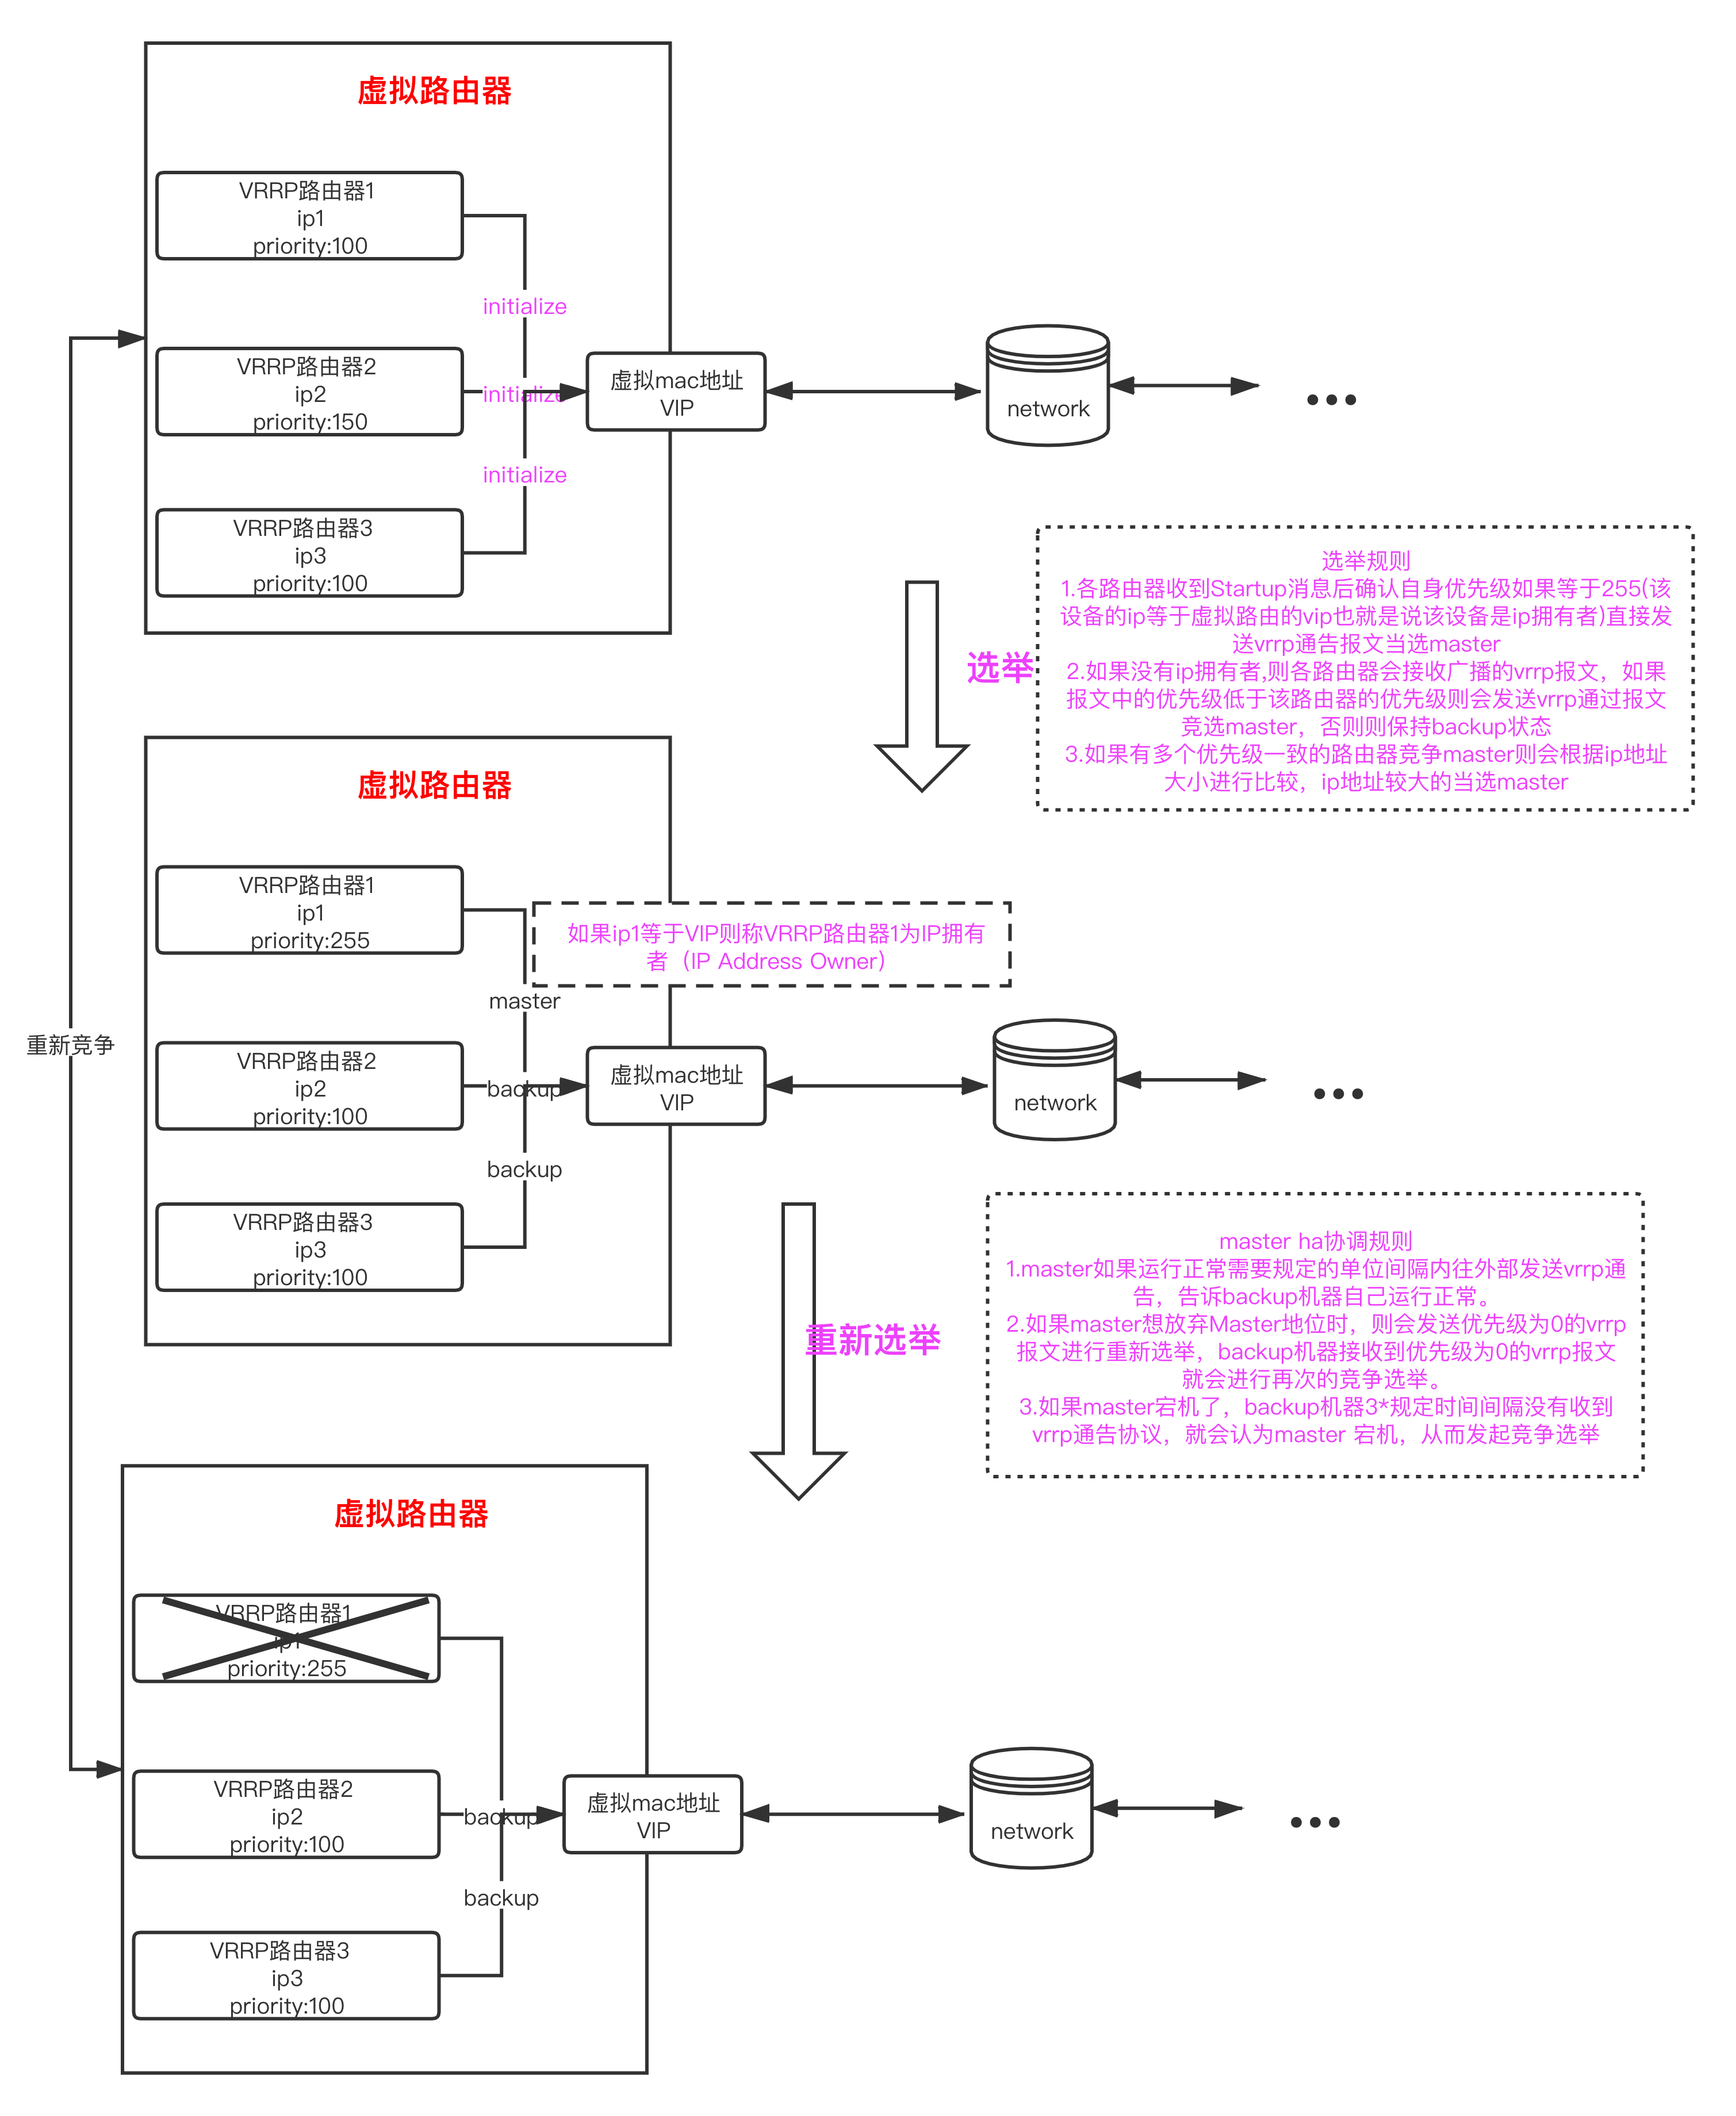 虚拟路由器
VRRP路由器1
ip1
priority:100
initialize
VRRP路由器2
ip2
priority:150
initialize
虚拟mac地址
VIP
network
initialize
VRRP路由器3
ip3
priority:100
选举
选举规则
1.各路由器收到Startup消息后确认自身优先级如果等于255(该
设备的ip等于虚拟路由的vip也就是说该设备是ip拥有者)直接发
送vrrp通告报文当选master
2.如果没有ip拥有者,则各路由器会接收广播的vrrp报文，如果
报文中的优先级低于该路由器的优先级则会发送vrrp通过报文
竞选master，否则则保持backup状态
3.如果有多个优先级一致的路由器竞争master则会根据ip地址
大小进行比较，ip地址较大的当选master
虚拟路由器
VRRP路由器1
ip1
priority:255
如果ip1等于VIP则称VRRP路由器1为IP拥有
者（IP Address Owner）
master
重新竞争
VRRP路由器2
ip2
priority:100
backup
虚拟mac地址
VIP
network
backup
VRRP路由器3
ip3
priority:100
重新选举
master ha协调规则
1.master如果运行正常需要规定的单位间隔内往外部发送vrrp通
告，告诉backup机器自己运行正常。
2.如果master想放弃Master地位时，则会发送优先级为0的vrrp
报文进行重新选举，backup机器接收到优先级为0的vrrp报文
就会进行再次的竞争选举。
3.如果master宕机了，backup机器3*规定时间间隔没有收到
vrrp通告协议，就会认为master 宕机，从而发起竞争选举
虚拟路由器
VRRP路由器1
ip1
priority:255
VRRP路由器2
ip2
priority:100
backup
虚拟mac地址
VIP
network
backup
VRRP路由器3
ip3
priority:100